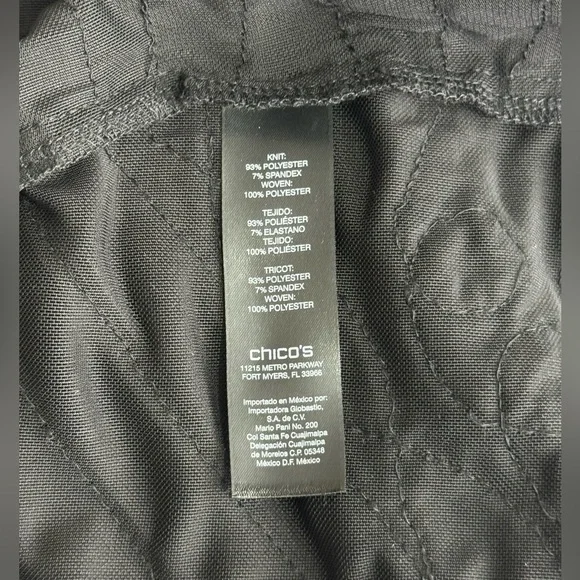 KNIT:
93% POLYESTER
7% SPANDEX
WOVEN:
100% POLYESTER
TEJIDO:
93% POLIÉSTER
7% ELASTANO
TEJIDO:
100% POLIÉSTER
TRICOT:
93% POLYESTER
7% SPANDEX
WOVEN:
100% POLYESTER
chico's
11215 METRO PARKWAY
FORT MYERS, FL 33966
Importado en México por:
Importadora Globastic,
S.A. de C.V.
Mario Pani No. 200
Col Santa Fe Cuajimalpa
Delegación Cuajimalpa
de Morelos C.P. 05348
México D.F. México